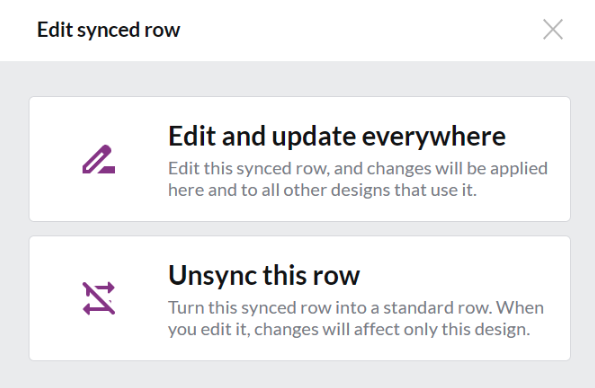 Edit synced row
Edit and update everywhere
Edit this synced row, and changes will be applied
here and to all other designs that use it.
Unsync this row
Turn this synced row into a standard row. When
you edit it, changes will affect only this design.